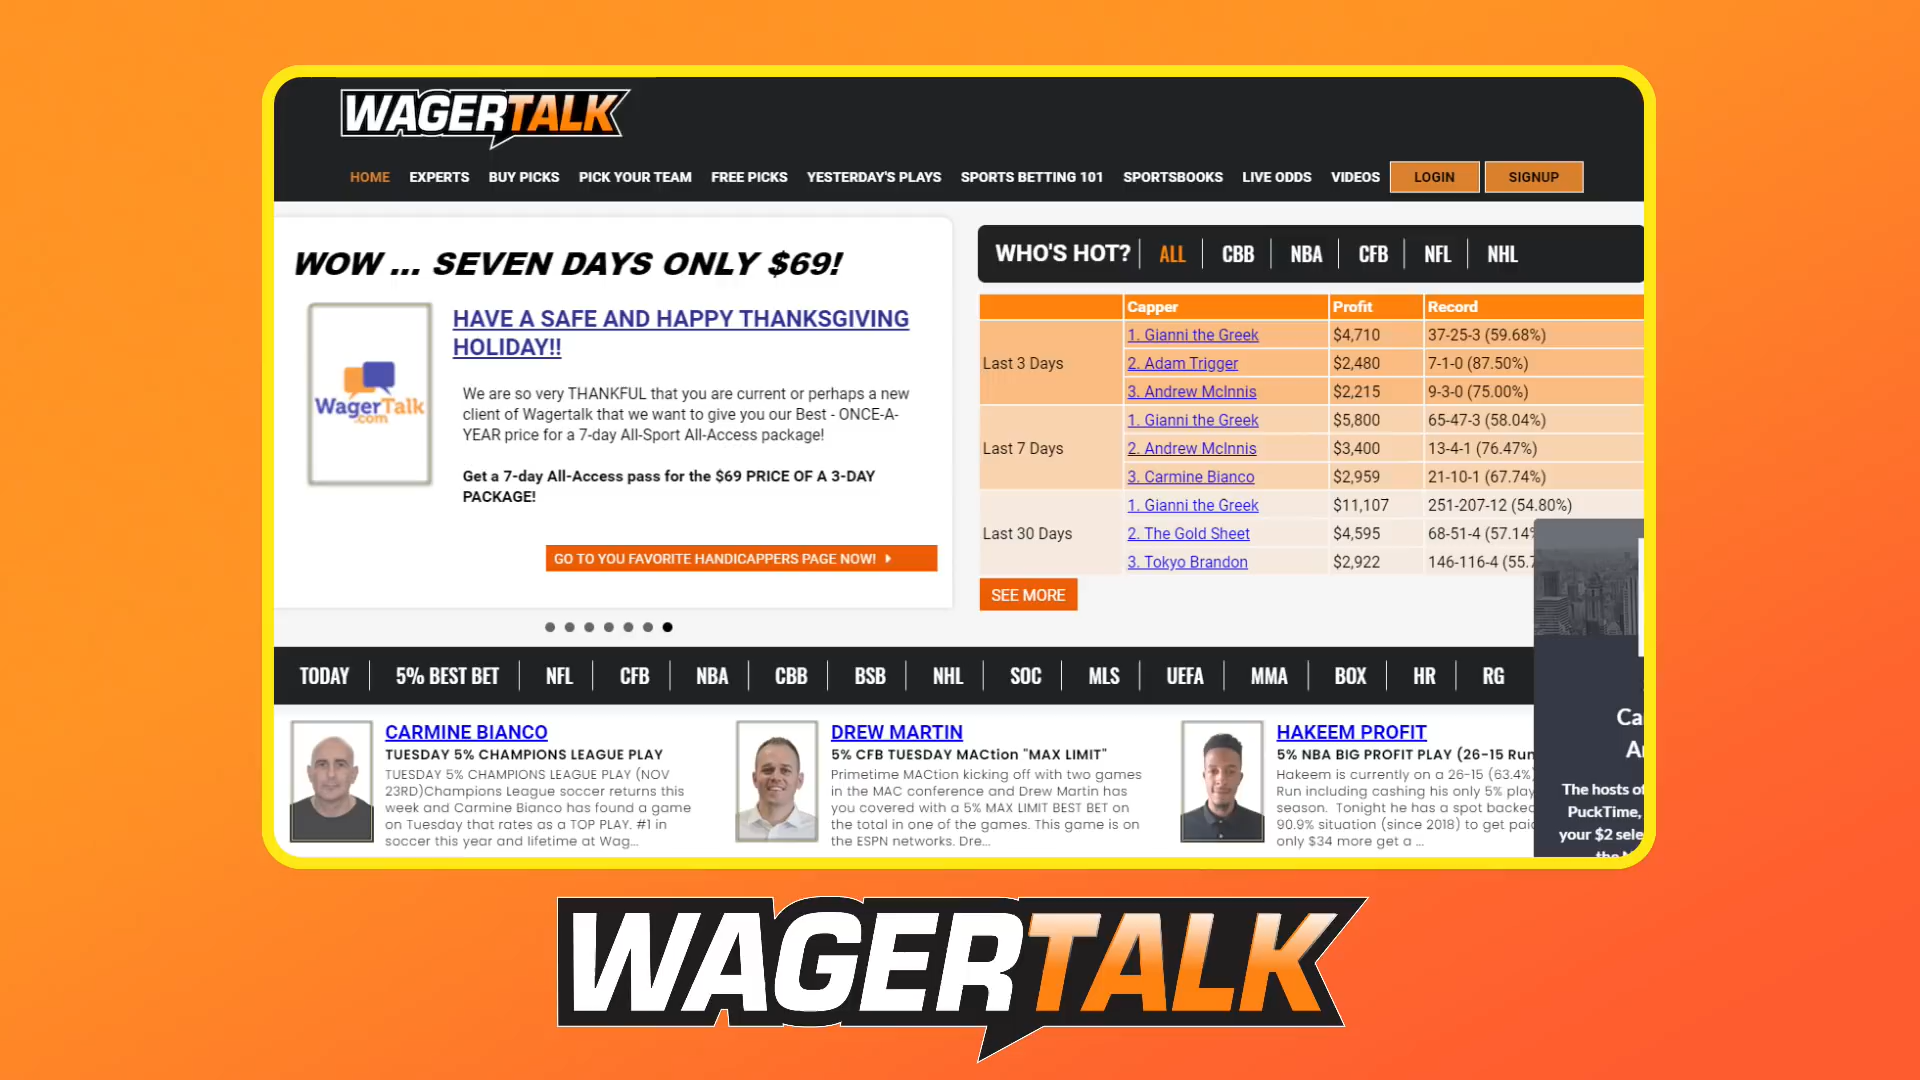 WAGERTALK
HOME EXPERTS BUY PICKS PICK YOUR TEAM FREE PICKS YESTERDAY'S PLAYS SPORTS BETTING 101 SPORTSBOOKS LIVE ODDS VIDEOS LOGIN SIGNUP
WOW ... SEVEN DAYS ONLY $69!
WagerTalk
.com
HAVE A SAFE AND HAPPY THANKSGIVING
HOLIDAY!!
We are so very THANKFUL that you are current or perhaps a new
client of Wagertalk that we want to give you our Best - ONCE-A-
YEAR price for a 7-day All-Sport All-Access package!
Get a 7-day All-Access pass for the $69 PRICE OF A 3-DAY
PACKAGE!
GO TO YOU FAVORITE HANDICAPPERS PAGE NOW!
WHO'S HOT? ALL CBB NBA CFB NFL NHL
Capper Profit Record
Last 3 Days
1. Gianni the Greek $4,710 37-25-3 (59.68%)
2. Adam Trigger $2,480 7-1-0 (87.50%)
3. Andrew McInnis $2,215 9-3-0 (75.00%)
Last 7 Days
1. Gianni the Greek $5,800 65-47-3 (58.04%)
2. Andrew McInnis $3,400 13-4-1 (76.47%)
3. Carmine Bianco $2,959 21-10-1 (67.74%)
Last 30 Days
1. Gianni the Greek $11,107 251-207-12 (54.80%)
2. The Gold Sheet $4,595 68-51-4 (57.14
3. Tokyo Brandon $2,922 146-116-4 (55.7
SEE MORE
TODAY 5% BEST BET NFL CFB NBA CBB BSB NHL SOC MLS UEFA MMA BOX HR RG
CARMINE BIANCO
TUESDAY 5% CHAMPIONS LEAGUE PLAY
TUESDAY 5% CHAMPIONS LEAGUE PLAY (NOV
23RD)Champions League soccer returns this
week and Carmine Bianco has found a game
on Tuesday that rates as a TOP PLAY. #1 in
soccer this year and lifetime at Wag...
DREW MARTIN
5% CFB TUESDAY MACtion "MAX LIMIT"
Primetime MACtion kicking off with two games
in the MAC conference and Drew Martin has
you covered with a 5% MAX LIMIT BEST BET on
the total in one of the games. This game is on
the ESPN networks. Dre...
HAKEEM PROFIT
5% NBA BIG PROFIT PLAY (26-15 Run
Hakeem is currently on a 26-15 (63.4%)
Run including cashing his only 5% play
season. Tonight he has a spot backed
90.9% situation (since 2018) to get paid
only $34 more get a ...
Ca
A
The hosts of
PuckTime,
your $2 sele
WAGERTALK